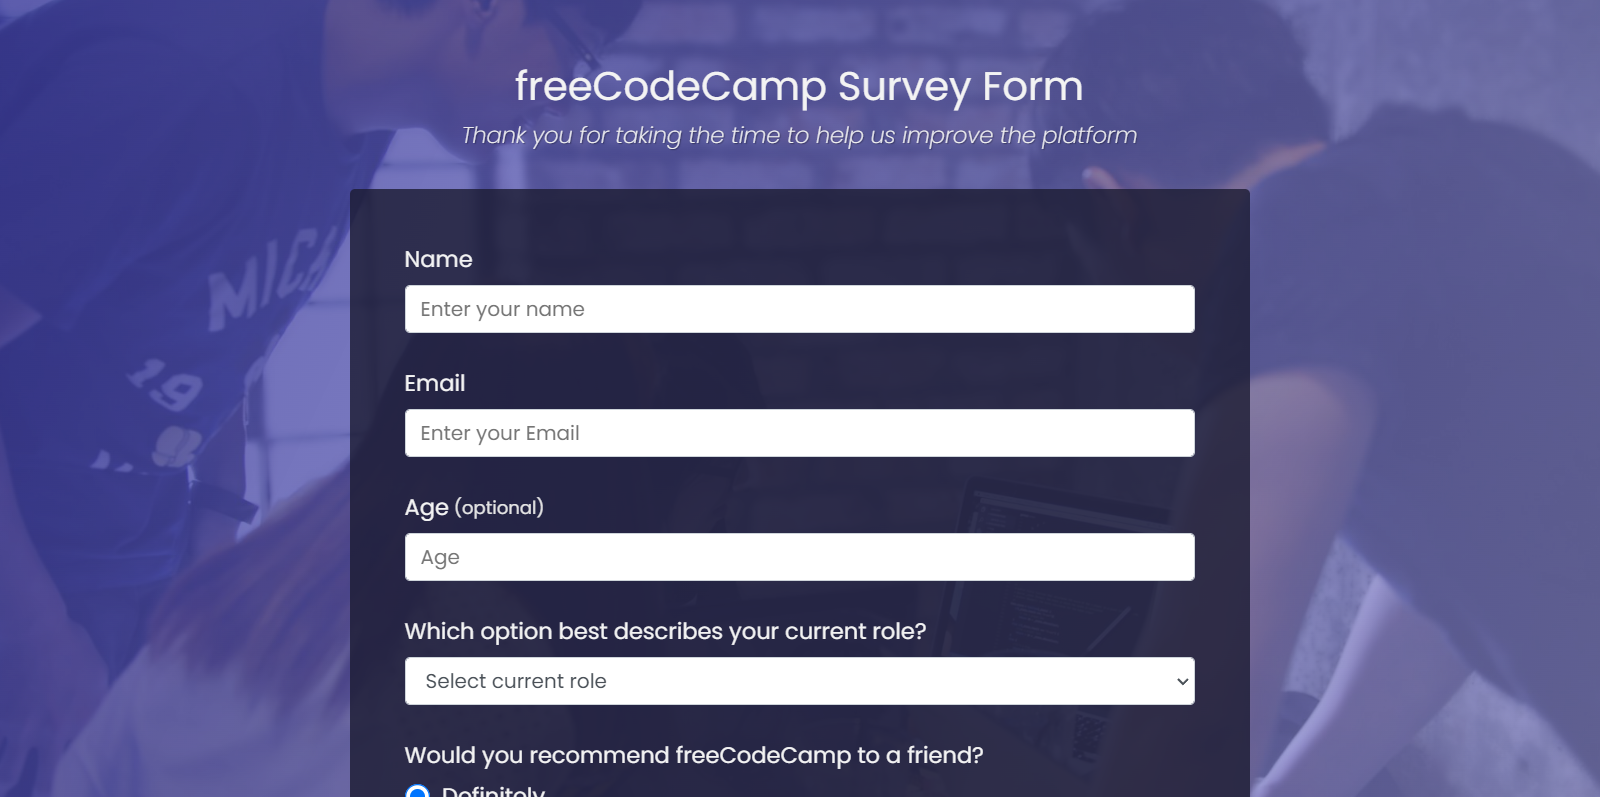 freeCodeCamp Survey Form
Thank you for taking the time to help us improve the platform
Name
Enter your name
Email
Enter your Email
Age (optional)
Age
Which option best describes your current role?
Select current role
Would you recommend freeCodeCamp to a friend?
Definitely
19